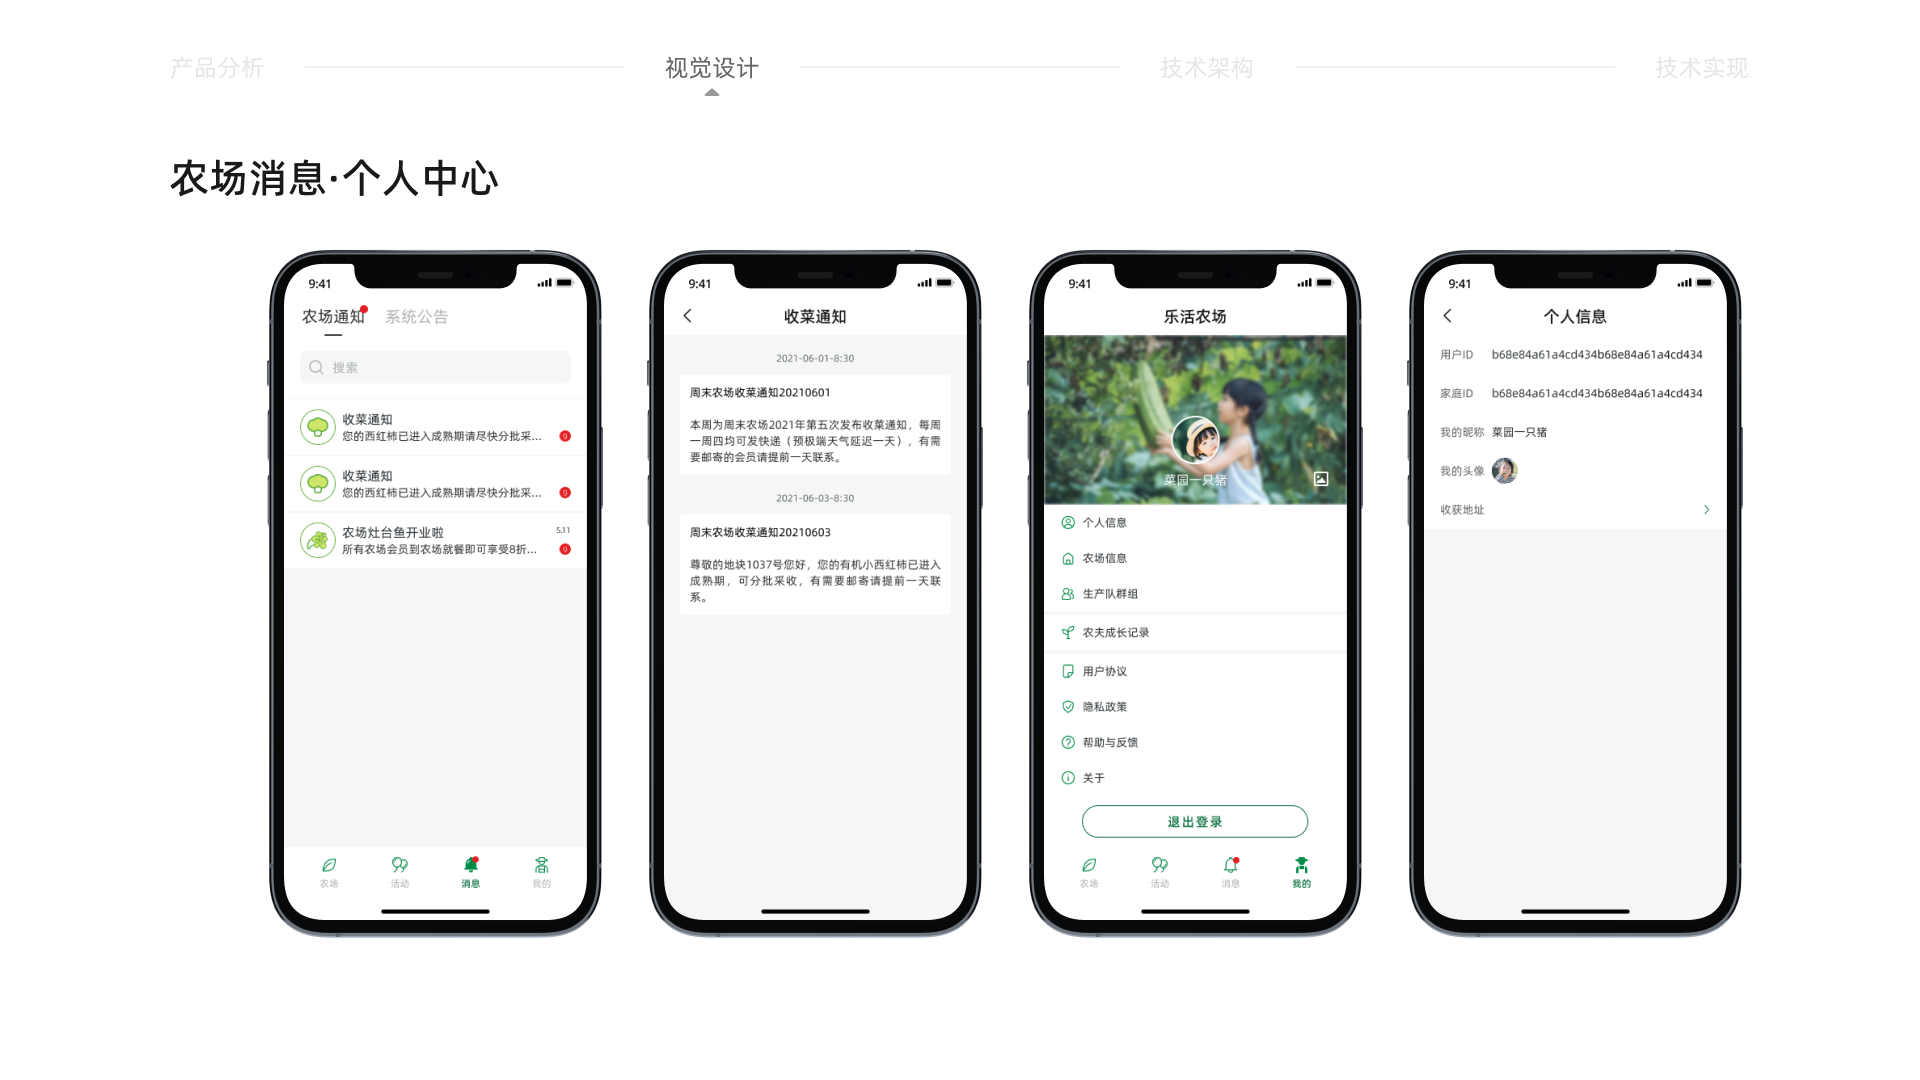 产品分析
视觉设计
技术架构
技术实现
农场消息·个人中心
9:41
农场通知 系统公告
搜索
收菜通知
您的西红柿已进入成熟期请尽快分批采... 9
收菜通知
您的西红柿已进入成熟期请尽快分批采... 9
农场灶台鱼开业啦 5.11
所有农场会员到农场就餐即可享受8折... 9
农场 活动 消息 我的
9:41
收菜通知
2021-06-01-8:30
周末农场收菜通知20210601
本周为周末农场2021年第五次发布收菜通知，每周
一周四均可发快递（预极端天气延迟一天），有需
要邮寄的会员请提前一天联系。
2021-06-03-8:30
周末农场收菜通知20210603
尊敬的地块1037号您好，您的有机小西红柿已进入
成熟期，可分批采收，有需要邮寄请提前一天联
系。
9:41
乐活农场
菜园一只猪
个人信息
农场信息
生产队群组
农夫成长记录
用户协议
隐私政策
帮助与反馈
关于
退出登录
农场 活动 消息 我的
9:41
个人信息
用户ID b68e84a61a4cd434b68e84a61a4cd434
家庭ID b68e84a61a4cd434b68e84a61a4cd434
我的昵称 菜园一只猪
我的头像
收获地址